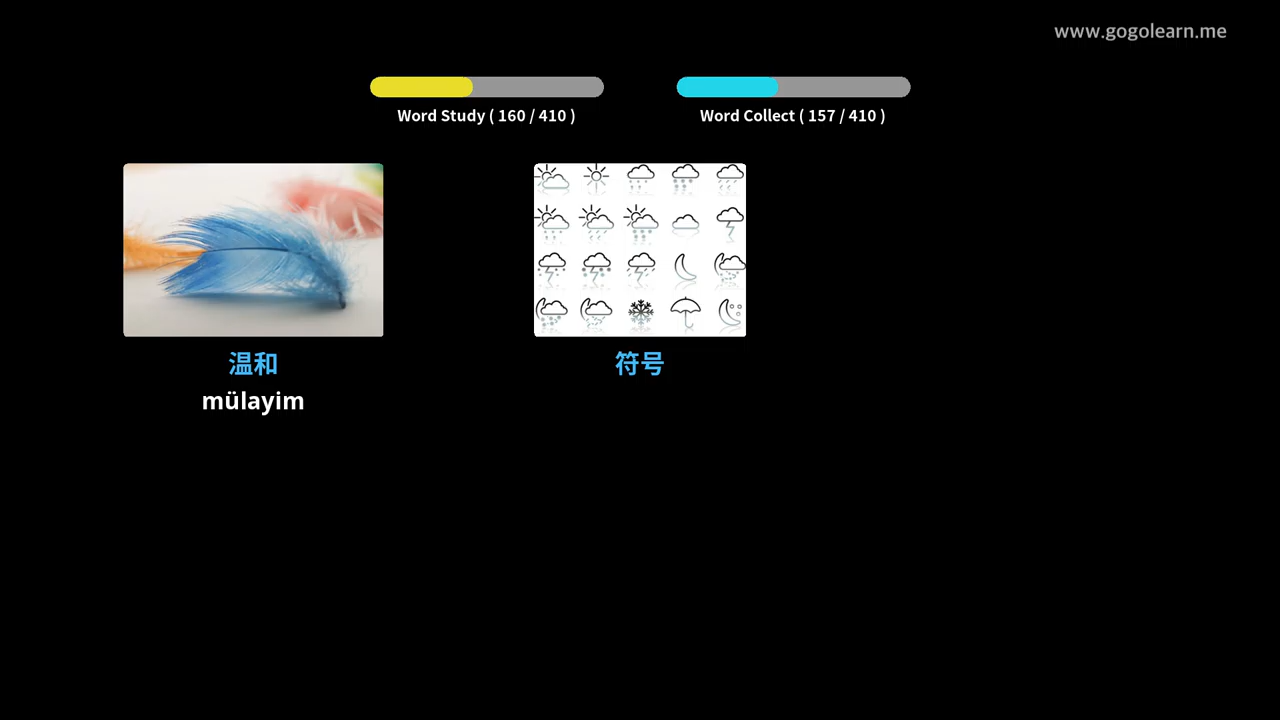 www.gogolearn.me
Word Study ( 160 / 410 )
Word Collect ( 157 / 410 )
温和
mülayim
符号